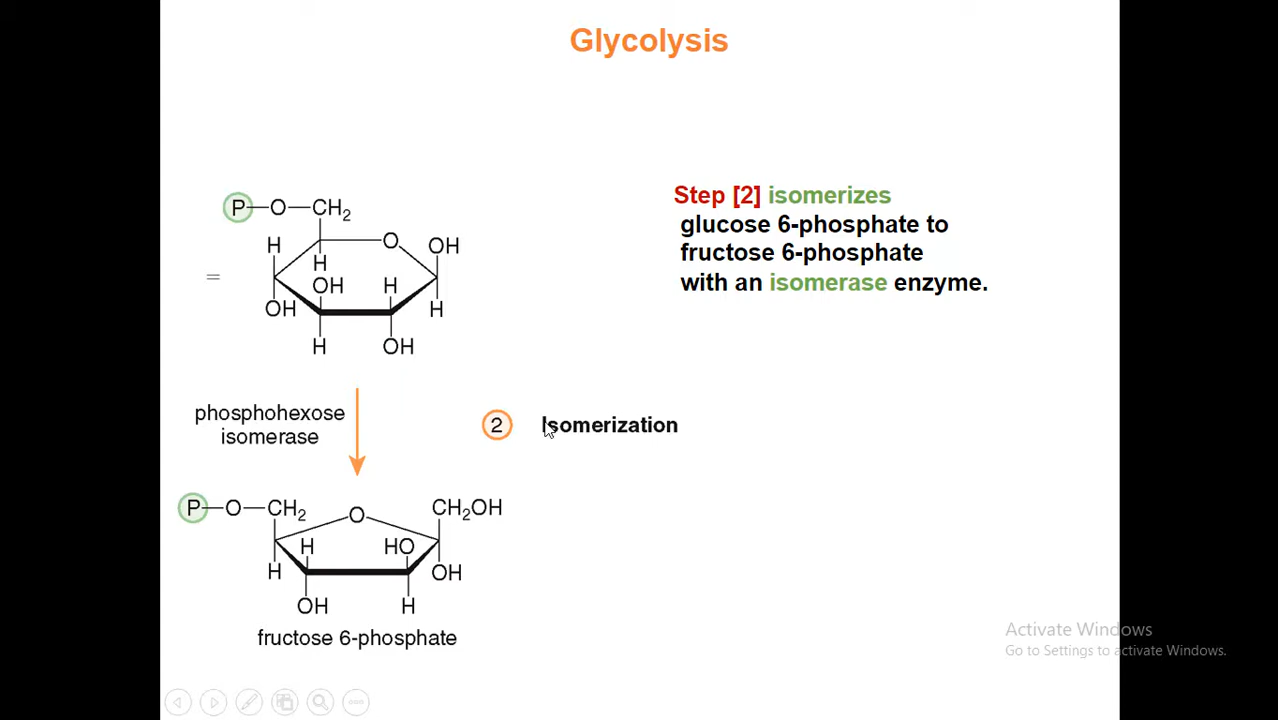 Glycolysis
Step [2] isomerizes
glucose 6-phosphate to
fructose 6-phosphate
with an isomerase enzyme.
P—O—CH₂
H O OH
H
= OH H
OH H
H OH
phosphohexose
isomerase
2 Isomerization
P—O—CH₂ O CH₂OH
H HO
H OH
OH H
fructose 6-phosphate
Activate Windows
Go to Settings to activate Windows.